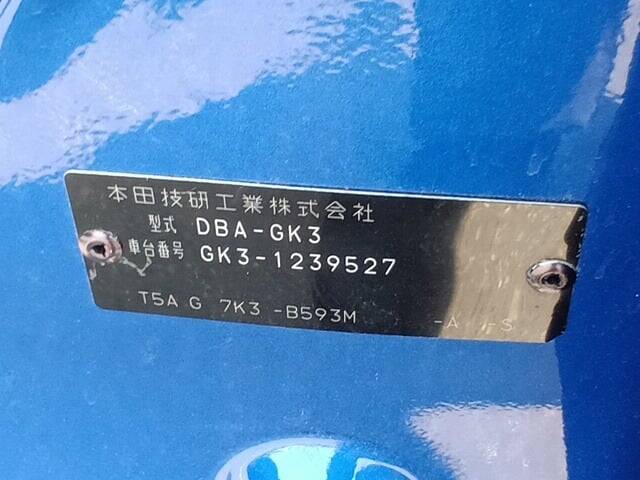 本田技研工業株式会社
型式 DBA-GK3
車台番号 GK3-1239527
T5A G 7K3 -B593M -A -S